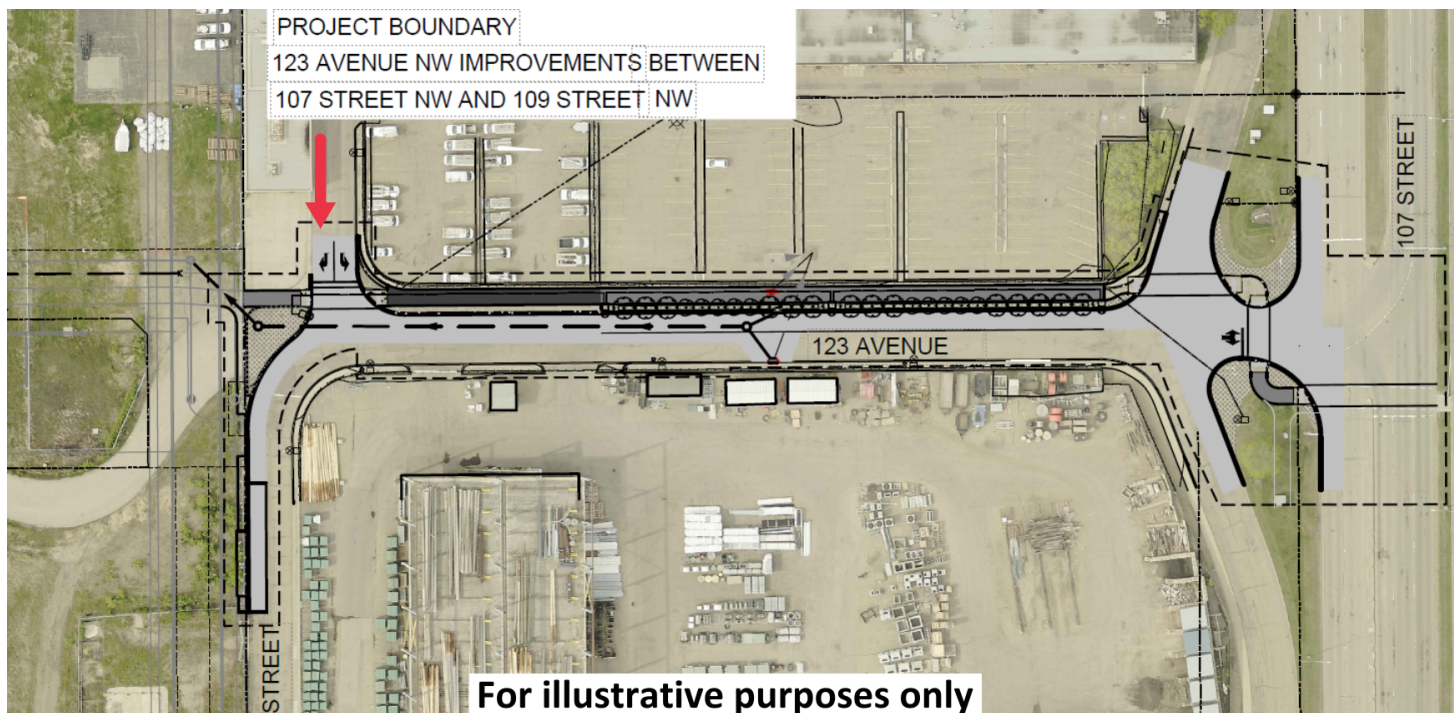 PROJECT BOUNDARY
123 AVENUE NW IMPROVEMENTS BETWEEN
107 STREET NW AND 109 STREET NW
107 STREET
123 AVENUE
STREET
For illustrative purposes only